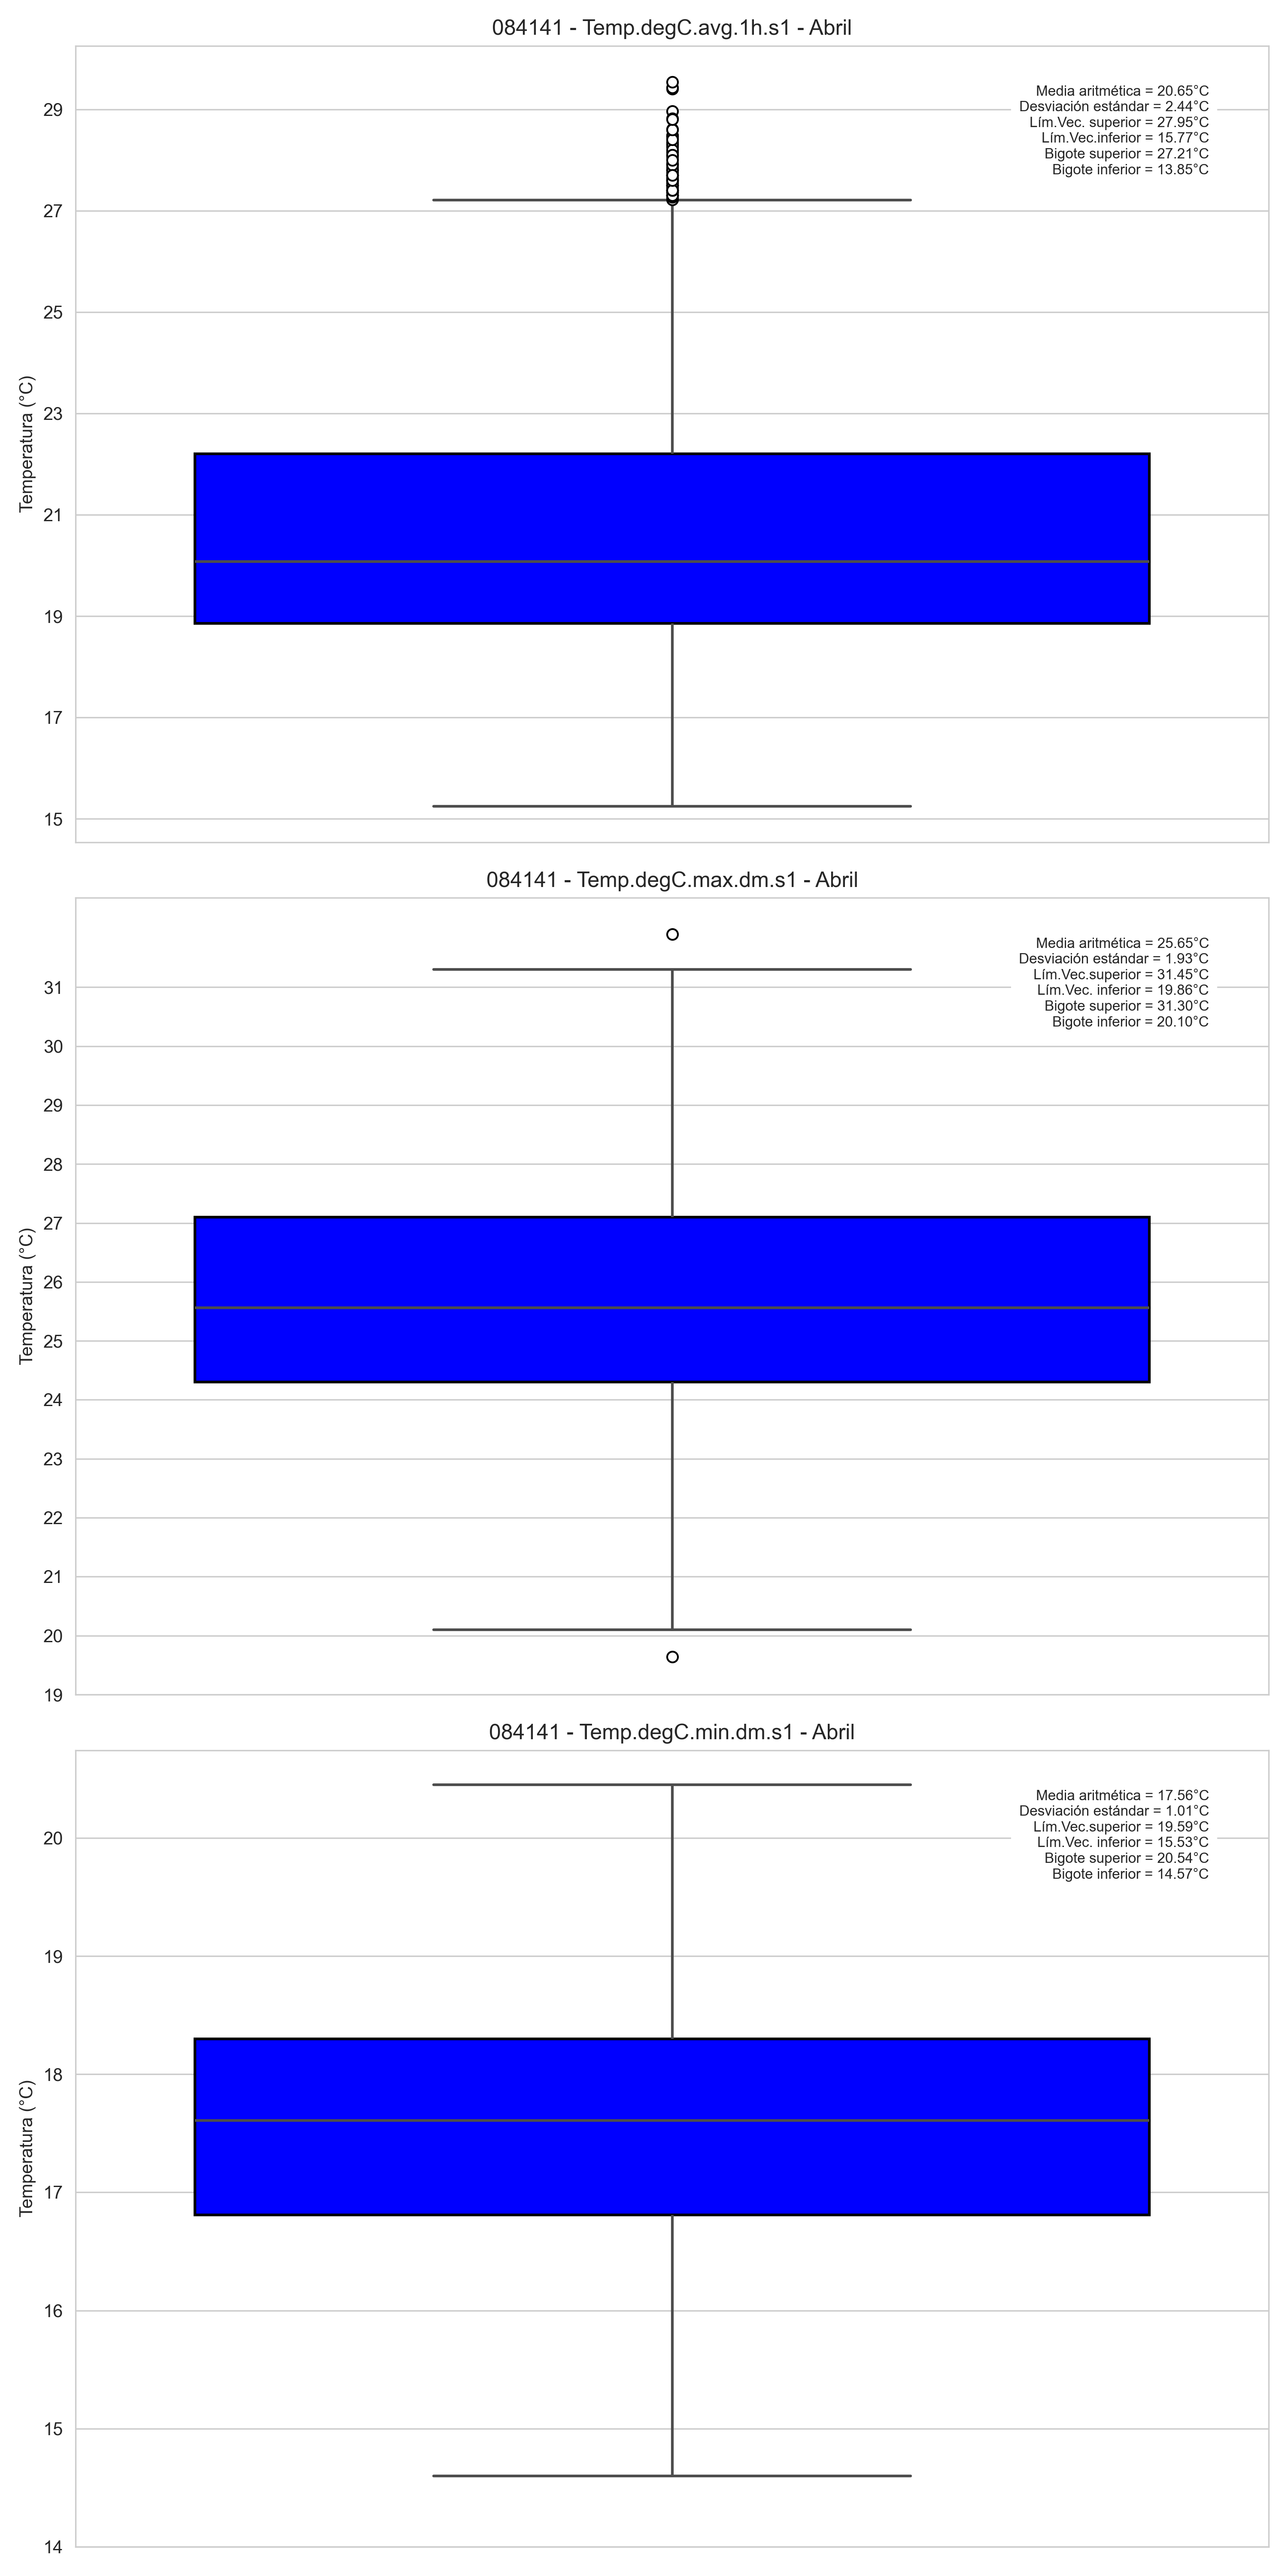 084141 - Temp.degC.avg.1h.s1 - Abril
Media aritmética = 20.65°C
Desviación estándar = 2.44°C
Lím.Vec. superior = 27.95°C
Lím.Vec.inferior = 15.77°C
Bigote superior = 27.21°C
Bigote inferior = 13.85°C
Temperatura (°C)
29
27
25
23
21
19
17
15
084141 - Temp.degC.max.dm.s1 - Abril
Media aritmética = 25.65°C
Desviación estándar = 1.93°C
Lím.Vec.superior = 31.45°C
Lím.Vec. inferior = 19.86°C
Bigote superior = 31.30°C
Bigote inferior = 20.10°C
Temperatura (°C)
31
30
29
28
27
26
25
24
23
22
21
20
19
084141 - Temp.degC.min.dm.s1 - Abril
Media aritmética = 17.56°C
Desviación estándar = 1.01°C
Lím.Vec.superior = 19.59°C
Lím.Vec. inferior = 15.53°C
Bigote superior = 20.54°C
Bigote inferior = 14.57°C
Temperatura (°C)
20
19
18
17
16
15
14